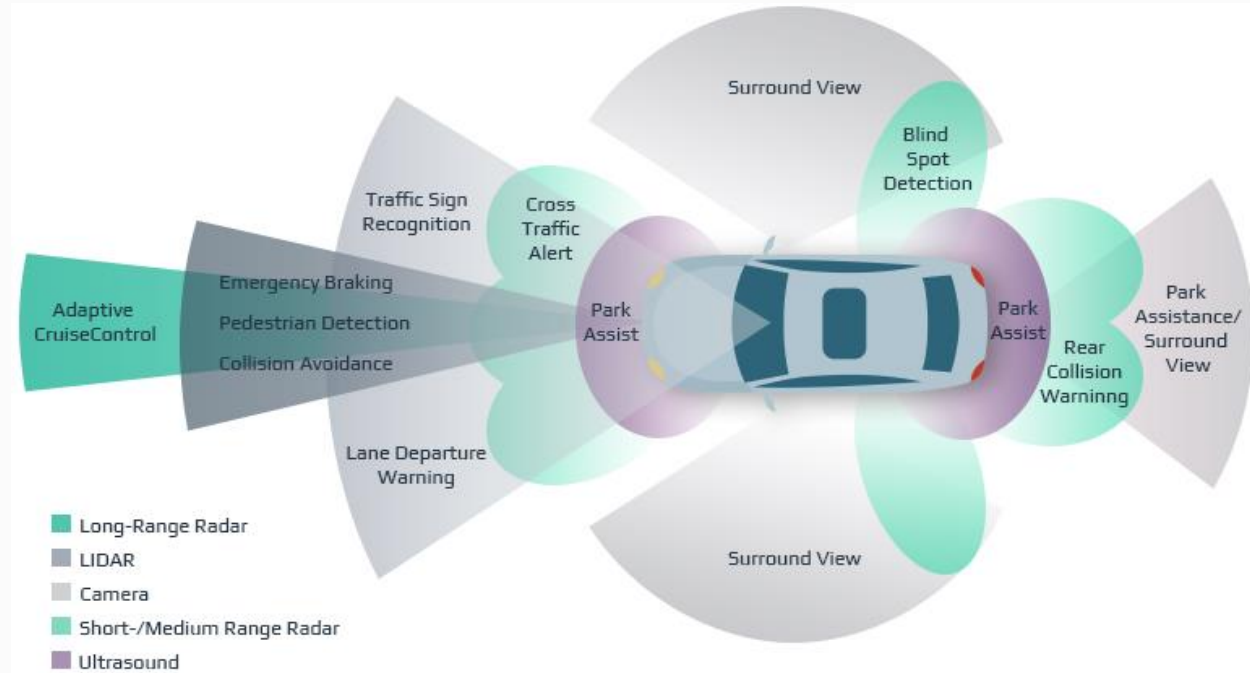 Surround View
Blind
Spot
Detection
Traffic Sign
Recognition
Cross
Traffic
Alert
Emergency Braking
Adaptive
CruiseControl
Pedestrian Detection
Collision Avoidance
Park
Assist
Park
Assist
Park
Assistance/
Surround
View
Rear
Collision
Warninng
Lane Departure
Warning
Surround View
Long-Range Radar
LIDAR
Camera
Short-/Medium Range Radar
Ultrasound